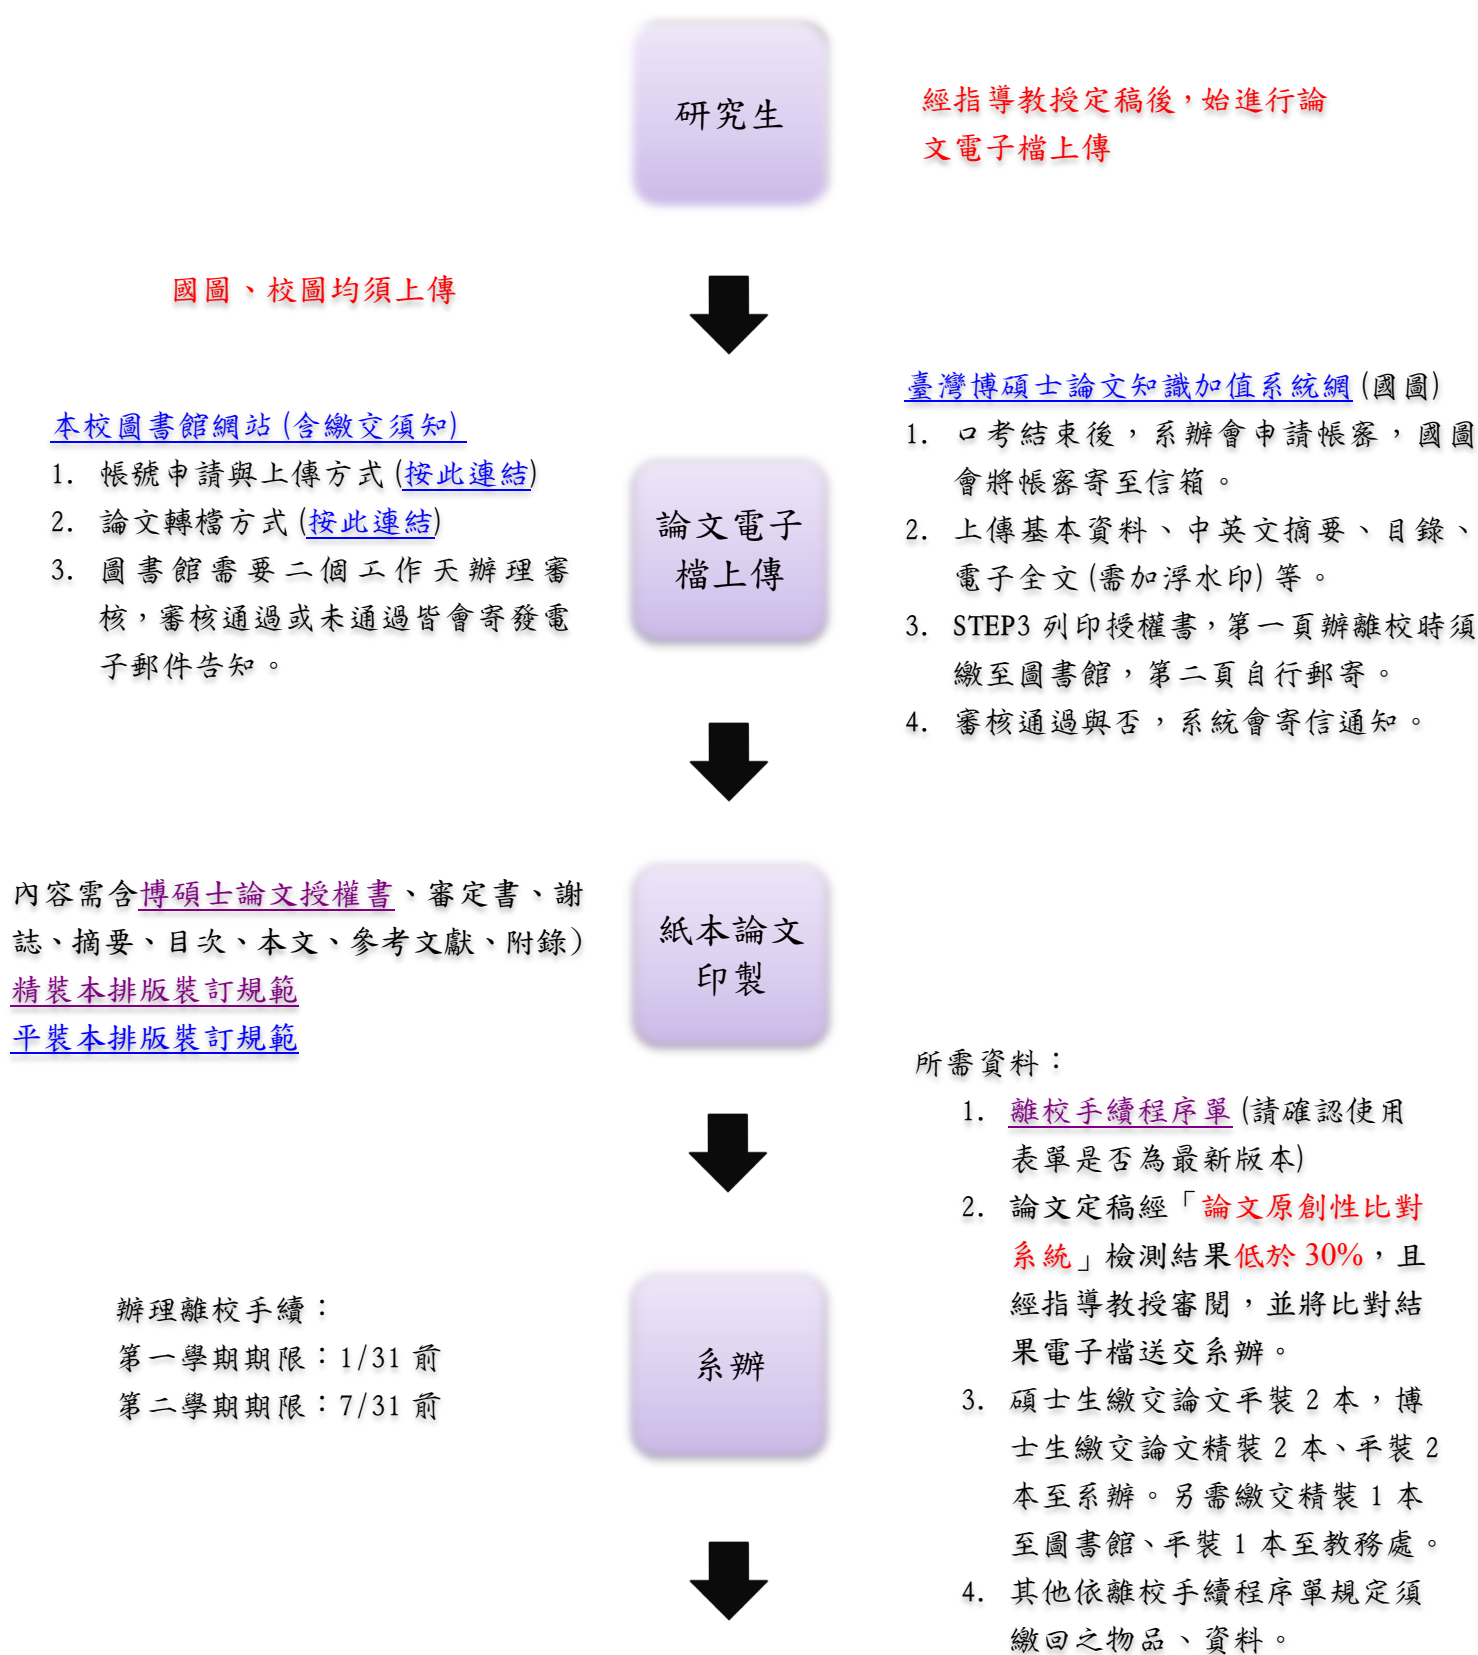 研究生
經指導教授定稿後，始進行論
文電子檔上傳
國圖、校圖均須上傳
本校圖書館網站(含繳交須知)
1. 帳號申請與上傳方式(按此連結)
2. 論文轉檔方式(按此連結)
3. 圖書館需要二個工作天辦理審
核，審核通過或未通過皆會寄發電
子郵件告知。
論文電子
檔上傳
臺灣博碩士論文知識加值系統網(國圖)
1. 口考結束後，系辦會申請帳密，國圖
會將帳密寄至信箱。
2. 上傳基本資料、中英文摘要、目錄、
電子全文(需加浮水印)等。
3. STEP3 列印授權書，第一頁辦離校時須
繳至圖書館，第二頁自行郵寄。
4. 審核通過與否，系統會寄信通知。
內容需含博碩士論文授權書、審定書、謝
誌、摘要、目次、本文、參考文獻、附錄)
精裝本排版裝訂規範
平裝本排版裝訂規範
紙本論文
印製
辦理離校手續：
第一學期期限：1/31 前
第二學期期限：7/31 前
系辦
所需資料：
1. 離校手續程序單(請確認使用
表單是否為最新版本)
2. 論文定稿經「論文原創性比對
系統」檢測結果低於 30%，且
經指導教授審閱，並將比對結
果電子檔送交系辦。
3. 碩士生繳交論文平裝 2 本，博
士生繳交論文精裝 2 本、平裝 2
本至系辦。另需繳交精裝 1 本
至圖書館、平裝 1 本至教務處。
4. 其他依離校手續程序單規定須
繳回之物品、資料。